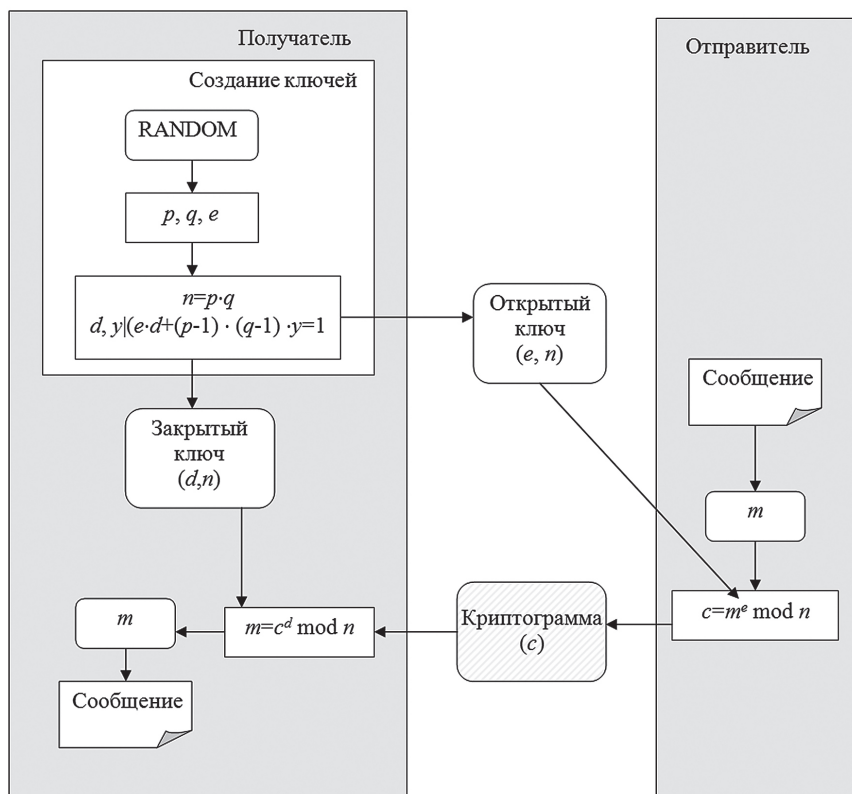 Получатель
Создание ключей
RANDOM
p, q, e
n=p·q
d, y|(e·d+(p-1) · (q-1) ·y=1
Закрытый
ключ
(d,n)
m
m=c^d mod n
Сообщение
Открытый
ключ
(e, n)
Криптограмма
(c)
Отправитель
Сообщение
m
c=m^e mod n